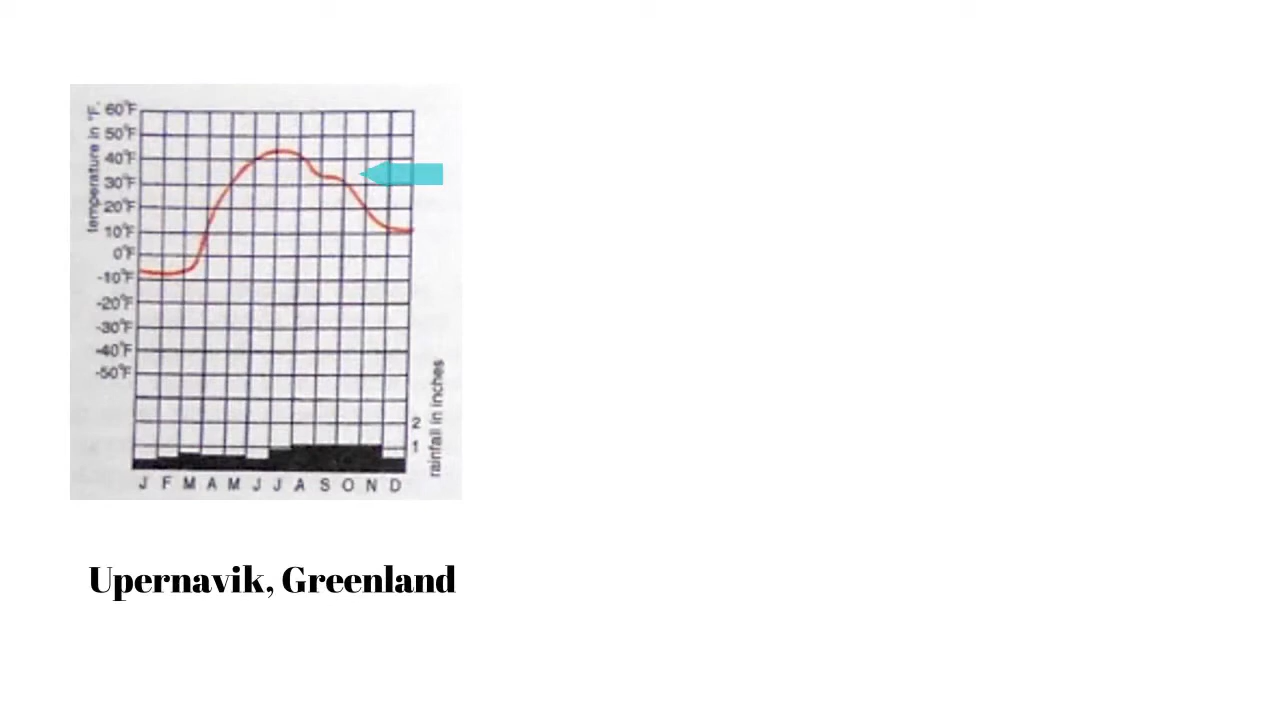 temperature in °F.
60°F
50°F
40°F
30°F
20°F
10°F
0°F
-10°F
-20°F
-30°F
-40°F
-50°F
2
1
rainfall in inches
J F M A M J J A S O N D
Upernavik, Greenland